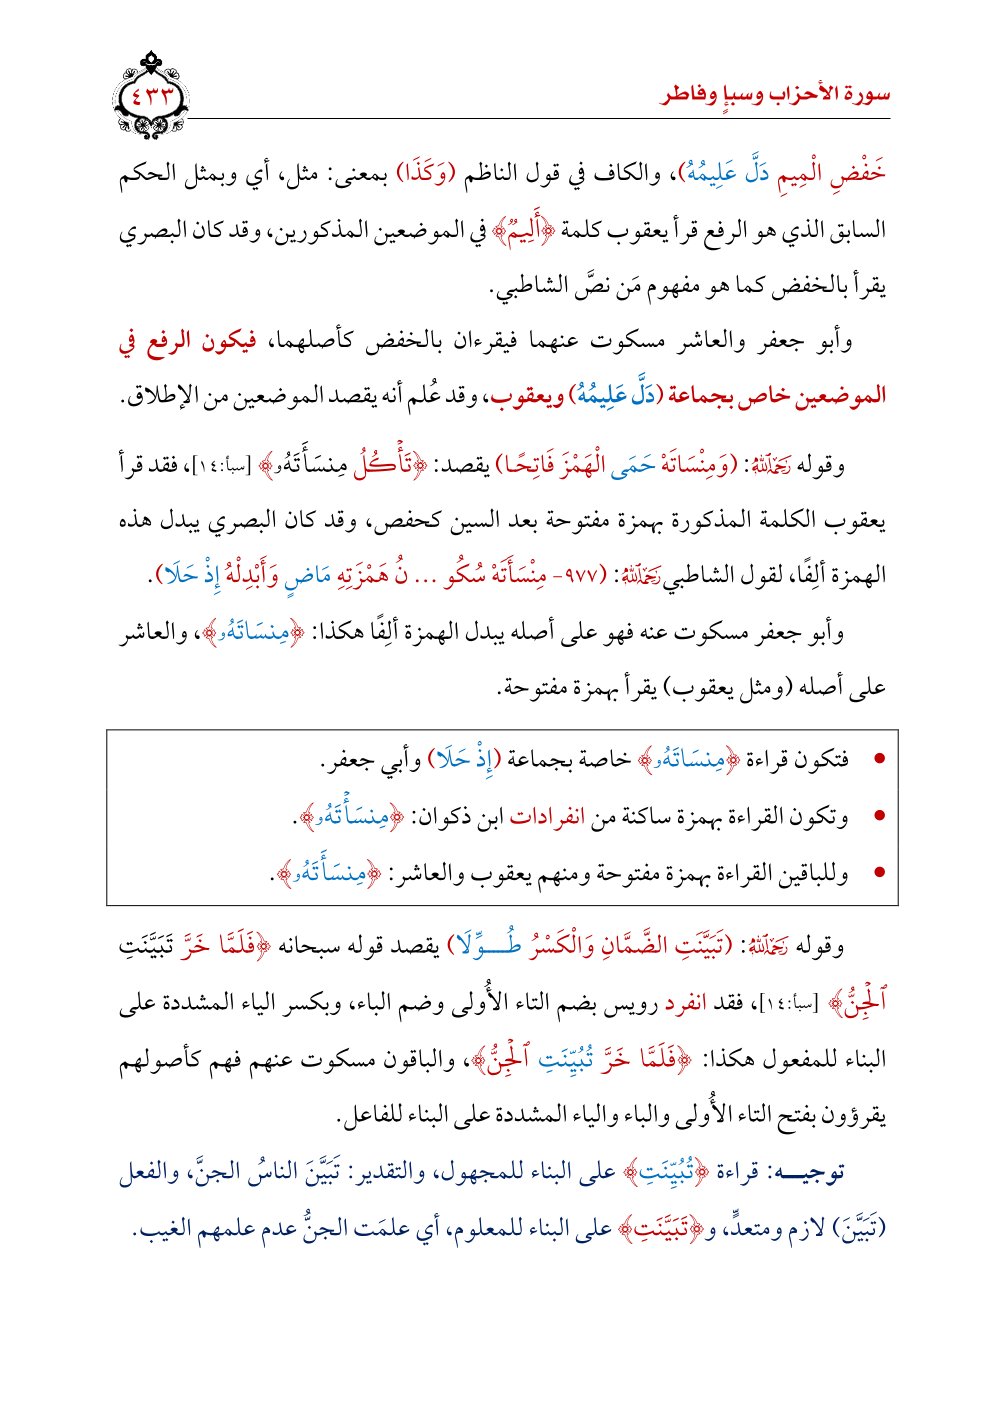 سورة الأحزاب وسبإٍ وفاطر
٤٣٣
خَفْضِ الْمِيمِ دَلَّ عَلِيمُهُ)، والكاف في قول الناظم (وَكَذَا) بمعنى: مثل، أي وبمثل الحكم
السابق الذي هو الرفع قرأ يعقوب كلمة ﴿أَلِيمٌ﴾ في الموضعين المذكورين، وقد كان البصري
يقرأ بالخفض كما هو مفهوم مَن نصَّ الشاطبي.
وأبو جعفر والعاشر مسكوت عنهما فيقرءان بالخفض كأصلهما، فيكون الرفع في
الموضعين خاص بجماعة (دَلَّ عَلِيمُهُ) ويعقوب، وقد عُلم أنه يقصد الموضعين من الإطلاق.
وقوله رَحِمَهُ اللَّهُ: (وَمِنْسَاتَهْ حَمَى الْهَمْزَ فَاتِحًا) يقصد: ﴿تَأْكُلُ مِنسَأَتَهُۥ﴾ [سبأ:١٤]، فقد قرأ
يعقوب الكلمة المذكورة بهمزة مفتوحة بعد السين كحفص، وقد كان البصري يبدل هذه
الهمزة ألِفًا، لقول الشاطبي رَحِمَهُ اللَّهُ: (٩٧٧- مِنْسَأَتَهْ سُكُو ... نُ هَمْزَتِهِ مَاضٍ وَأَبْدِلْهُ إِذْ حَلَا).
وأبو جعفر مسكوت عنه فهو على أصله يبدل الهمزة ألِفًا هكذا: ﴿مِنسَاتَهُۥ﴾، والعاشر
على أصله (ومثل يعقوب) يقرأ بهمزة مفتوحة.
• فتكون قراءة ﴿مِنسَاتَهُۥ﴾ خاصة بجماعة (إِذْ حَلَا) وأبي جعفر.
• وتكون القراءة بهمزة ساكنة من انفرادات ابن ذكوان: ﴿مِنسَأْتَهُۥ﴾.
• وللباقين القراءة بهمزة مفتوحة ومنهم يعقوب والعاشر: ﴿مِنسَأَتَهُۥ﴾.
وقوله رَحِمَهُ اللَّهُ: (تَبَيَّنَتِ الضَّمَّانِ وَالْكَسْرُ طُـــوِّلَا) يقصد قوله سبحانه ﴿فَلَمَّا خَرَّ تَبَيَّنَتِ
ٱلْجِنُّ﴾ [سبأ:١٤]، فقد انفرد رويس بضم التاء الأُولى وضم الباء، وبكسر الياء المشددة على
البناء للمفعول هكذا: ﴿فَلَمَّا خَرَّ تُبُيِّنَتِ ٱلْجِنُّ﴾، والباقون مسكوت عنهم فهم كأصولهم
يقرؤون بفتح التاء الأُولى والباء والياء المشددة على البناء للفاعل.
توجيـــه: قراءة ﴿تُبُيِّنَتِ﴾ على البناء للمجهول، والتقدير: تَبَيَّنَ الناسُ الجنَّ، والفعل
(تَبَيَّنَ) لازم ومتعدٍّ، و﴿تَبَيَّنَتِ﴾ على البناء للمعلوم، أي علمَت الجنُّ عدم علمهم الغيب.